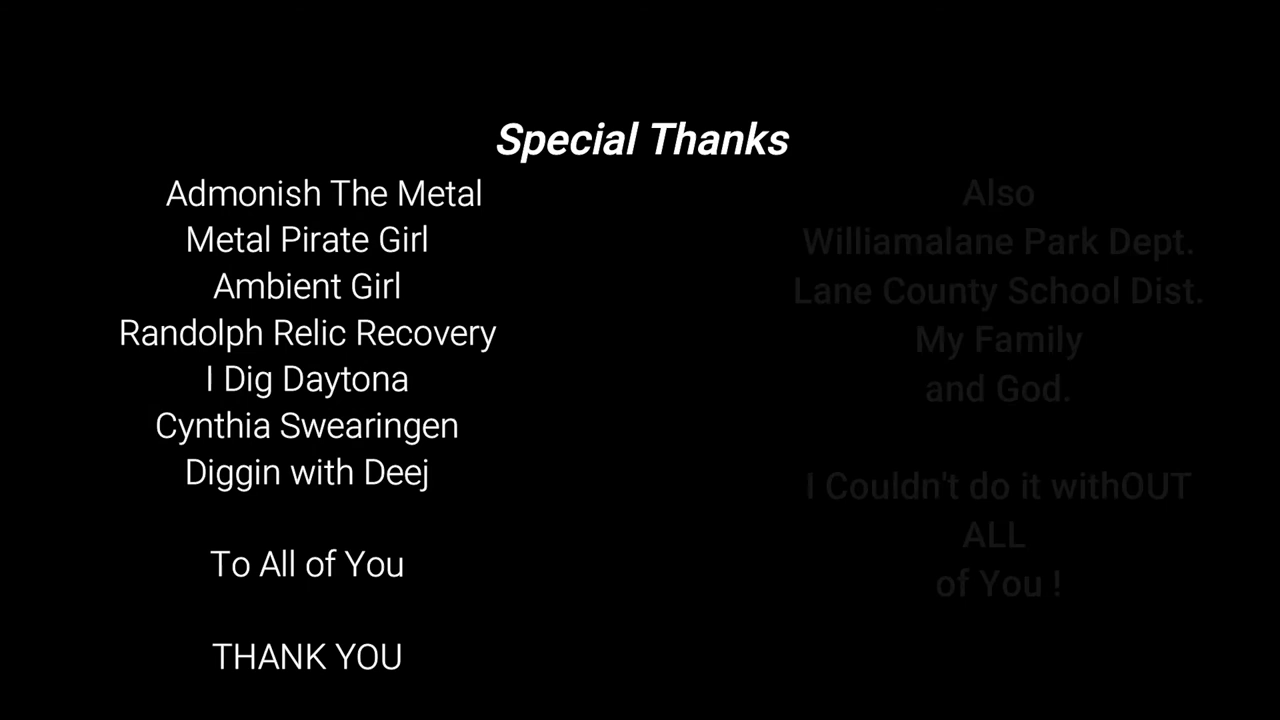 Special Thanks
Admonish The Metal
Metal Pirate Girl
Ambient Girl
Randolph Relic Recovery
I Dig Daytona
Cynthia Swearingen
Diggin with Deej
To All of You
THANK YOU
Also
Williamalane Park Dept.
Lane County School Dist.
My Family
and God.
I Couldn't do it withOUT
ALL
of You !